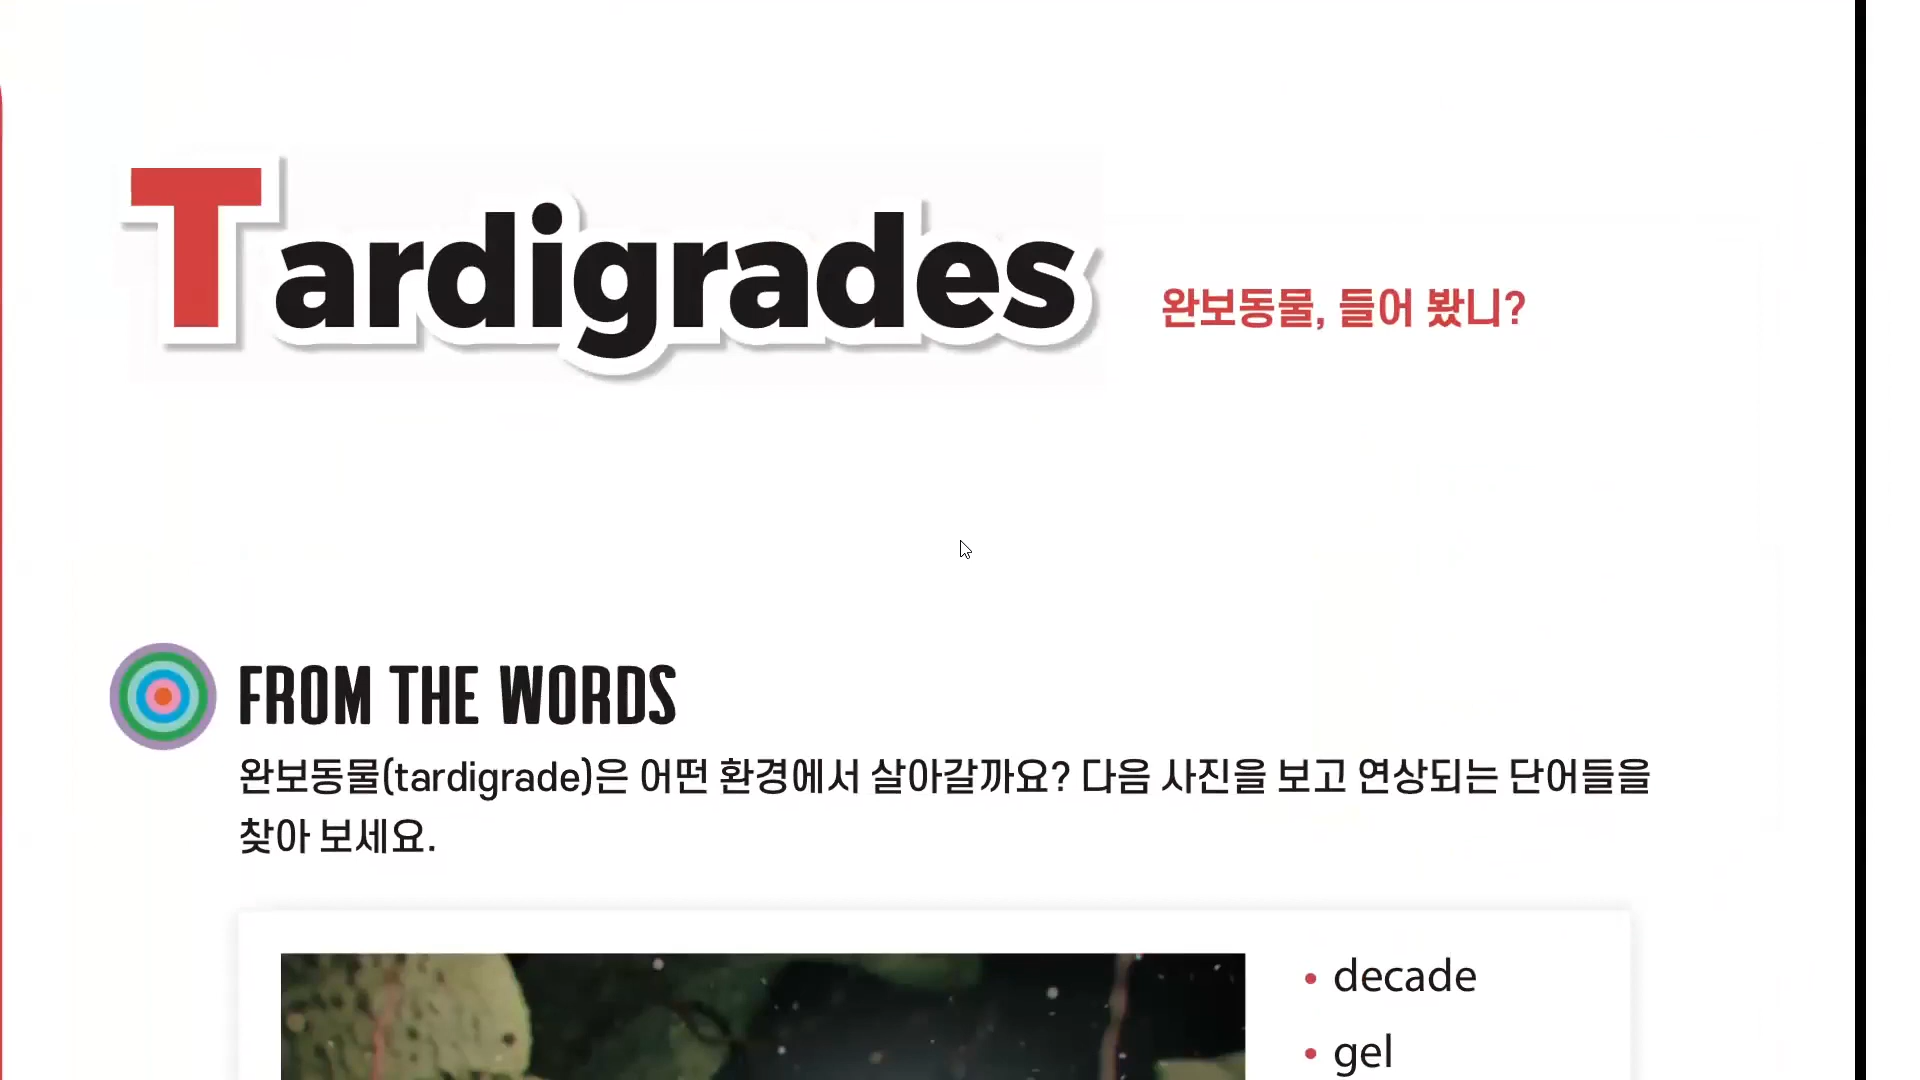 Tardigrades
완보동물, 들어 봤니?
FROM THE WORDS
완보동물(tardigrade)은 어떤 환경에서 살아갈까요? 다음 사진을 보고 연상되는 단어들을
찾아 보세요.
• decade
• gel